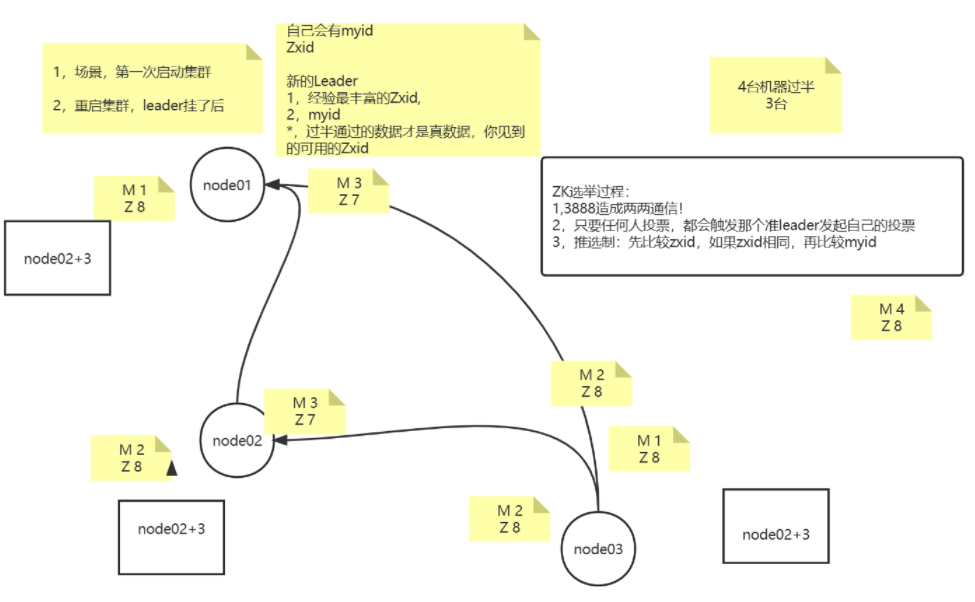 1，场景，第一次启动集群
2，重启集群，leader挂了后
自己会有myid
Zxid
新的Leader
1，经验最丰富的Zxid,
2，myid
*，过半通过的数据才是真数据，你见到
的可用的Zxid
4台机器过半
3台
ZK选举过程：
1,3888造成两两通信！
2，只要任何人投票，都会触发那个准leader发起自己的投票
3，推选制：先比较zxid，如果zxid相同，再比较myid
node01
M 3
Z 7
M 1
Z 8
node02+3
M 4
Z 8
M 2
Z 8
M 3
Z 7
node02
M 1
Z 8
M 2
Z 8
node02+3
M 2
Z 8
node03
node02+3